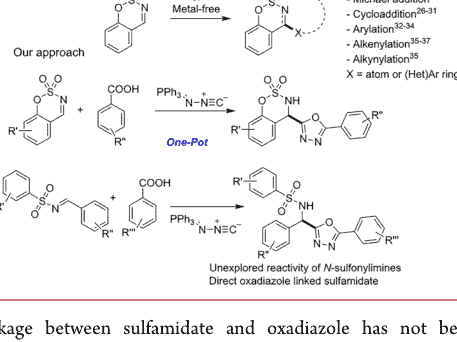 Metal-free
- Cycloaddition26-31
- Arylation32-34
- Alkenylation35-37
- Alkynylation35
X = atom or (Het)Ar ring
Our approach
O O
S
O N
R'
+
COOH
R"
PPh3 N–N≡C
One-Pot
O O
S
O NH
R'
O
N–N
R"
R'
O
S
O
N
R"
+
COOH
R'''
PPh3 N–N≡C
R'
O
S
O
NH
R"
O
N–N
R'''
Unexplored reactivity of N-sulfonylimines
Direct oxadiazole linked sulfamidate
kage between sulfamidate and oxadiazole has not be